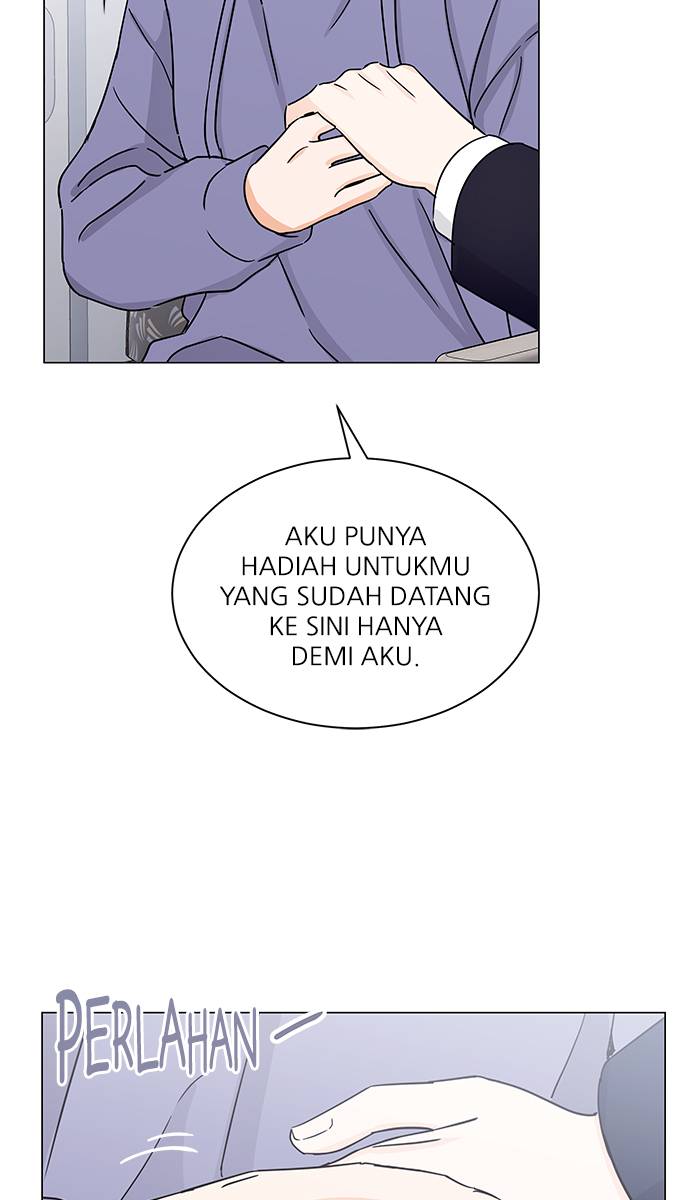 AKU PUNYA
HADIAH UNTUKMU
YANG SUDAH DATANG
KE SINI HANYA
DEMI AKU.
PERLAHAN